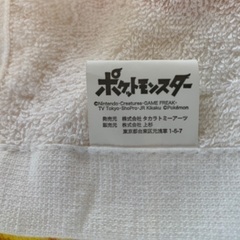 ポケットモンスター
©Nintendo・Creatures・GAME FREAK・
TV Tokyo・ShoPro・JR Kikaku ©Pokémon
発売元 株式会社 タカラトミーアーツ
販売元 株式会社 上杉
東京都台東区元浅草1-6-7